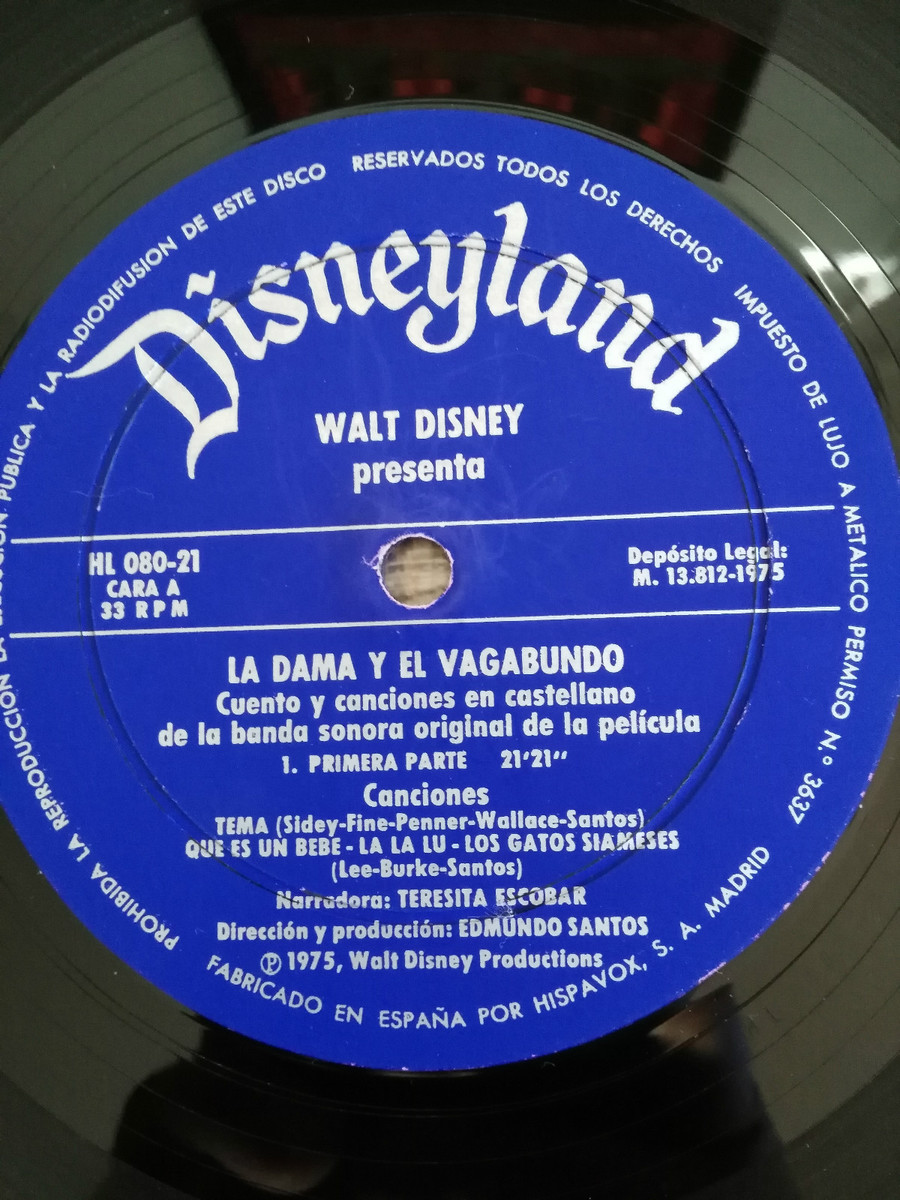 PROHIBIDA LA REPRODUCCION LA EJECUCION PUBLICA Y LA RADIODIFUSION DE ESTE DISCO RESERVADOS TODOS LOS DERECHOS IMPUESTO DE LUJO A METALICO PERMISO N.º 3637
Disneyland
WALT DISNEY
presenta
HL 080-21
CARA A
33 RPM
Depósito Legal:
M. 13.812-1975
LA DAMA Y EL VAGABUNDO
Cuento y canciones en castellano
de la banda sonora original de la película
1. PRIMERA PARTE 21'21''
Canciones
TEMA (Sidey-Fine-Penner-Wallace-Santos)
QUE ES UN BEBE - LA LA LU - LOS GATOS SIAMESES
(Lee-Burke-Santos)
Narradora: TERESITA ESCOBAR
Dirección y producción: EDMUNDO SANTOS
Ⓟ 1975, Walt Disney Productions
FABRICADO EN ESPAÑA POR HISPAVOX, S. A. MADRID